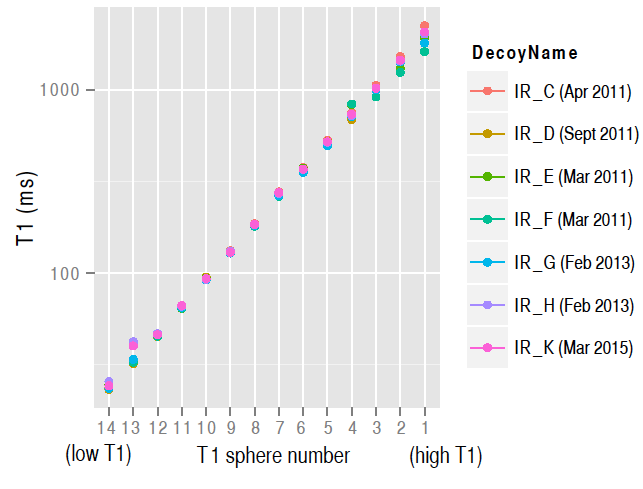 DecoyName
1000
IR_C (Apr 2011)
IR_D (Sept 2011)
IR_E (Mar 2011)
T1 (ms)
IR_F (Mar 2011)
100
IR_G (Feb 2013)
IR_H (Feb 2013)
IR_K (Mar 2015)
14 13 12 11 10 9 8 7 6 5 4 3 2 1
(low T1) T1 sphere number (high T1)